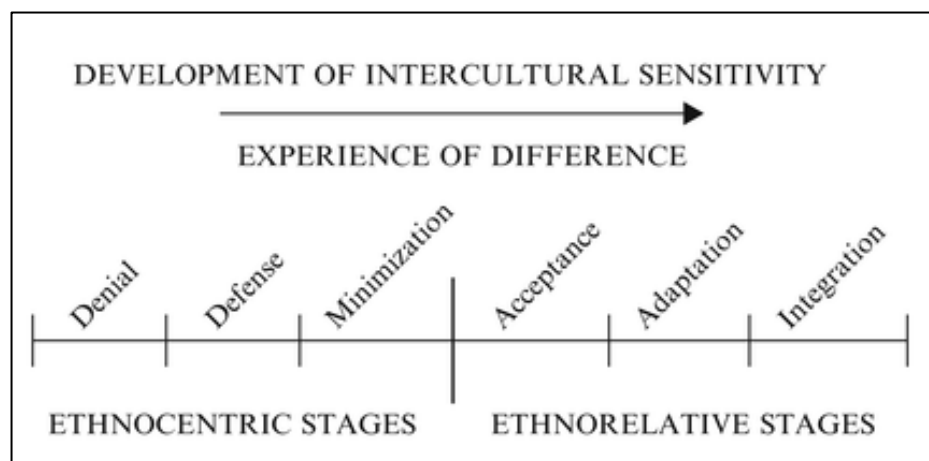 DEVELOPMENT OF INTERCULTURAL SENSITIVITY
EXPERIENCE OF DIFFERENCE
Denial
Defense
Minimization
Acceptance
Adaptation
Integration
ETHNOCENTRIC STAGES
ETHNORELATIVE STAGES